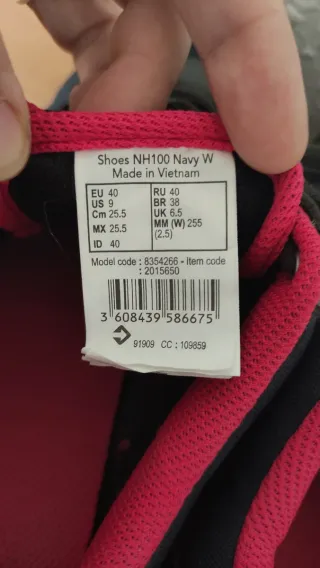 Shoes NH100 Navy W
Made in Vietnam
EU 40
US 9
Cm 25.5
MX 25.5
ID 40
RU 40
BR 38
UK 6.5
MM (W) 255
(2.5)
Model code : 8354266 - Item code
: 2015650
3 608439 586675
91909 CC : 109859